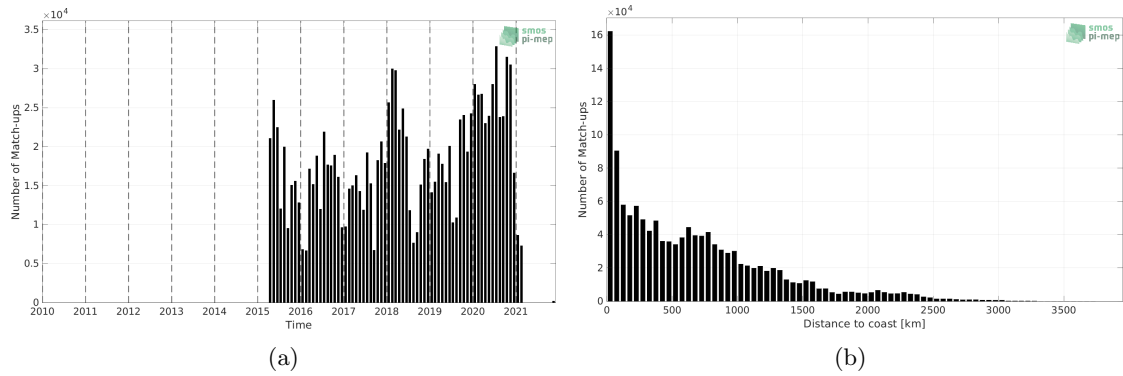 ×10⁴
3.5
3
2.5
2
1.5
1
0.5
0
Number of Match-ups
2010 2011 2012 2013 2014 2015 2016 2017 2018 2019 2020 2021
Time
smos
pi-mep
(a)
×10⁴
16
14
12
10
8
6
4
2
0
Number of Match-ups
0 500 1000 1500 2000 2500 3000 3500
Distance to coast [km]
smos
pi-mep
(b)